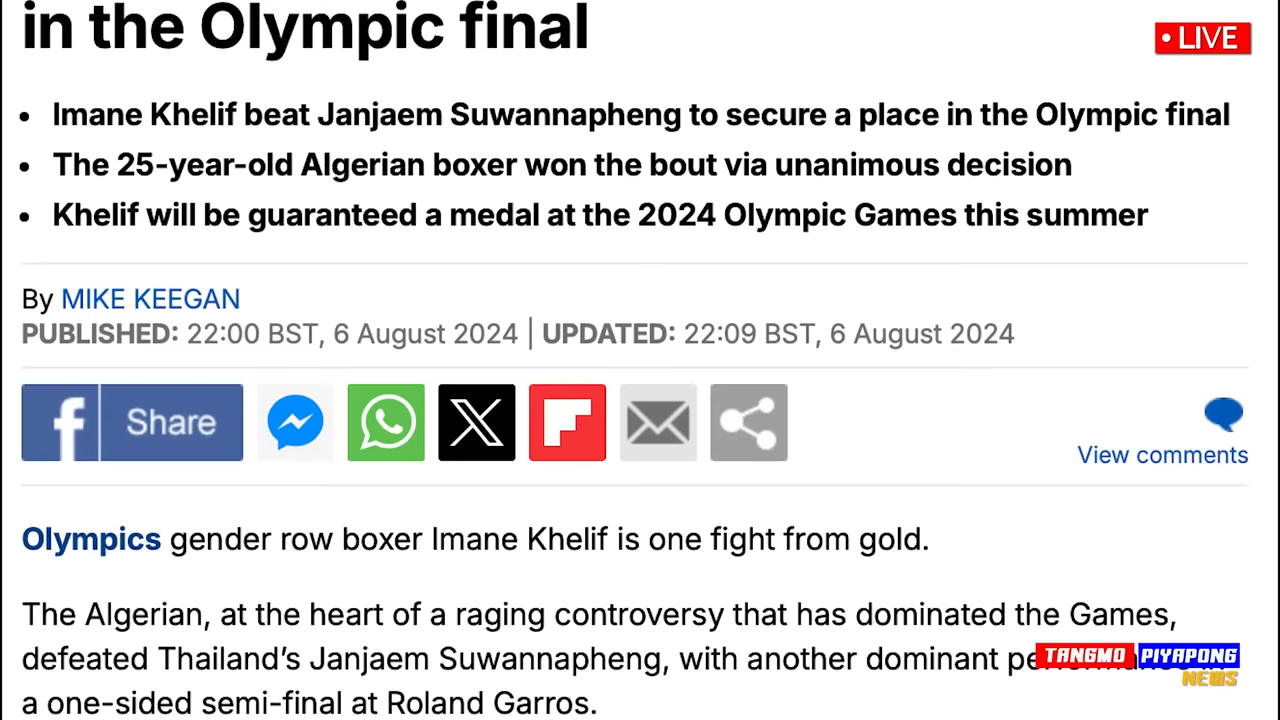 in the Olympic final
• LIVE
• Imane Khelif beat Janjaem Suwannapheng to secure a place in the Olympic final
• The 25-year-old Algerian boxer won the bout via unanimous decision
• Khelif will be guaranteed a medal at the 2024 Olympic Games this summer
By MIKE KEEGAN
PUBLISHED: 22:00 BST, 6 August 2024 | UPDATED: 22:09 BST, 6 August 2024
Share
View comments
Olympics gender row boxer Imane Khelif is one fight from gold.
The Algerian, at the heart of a raging controversy that has dominated the Games,
defeated Thailand’s Janjaem Suwannapheng, with another dominant
a one-sided semi-final at Roland Garros.
TANGMO PIYAPONG
NEWS